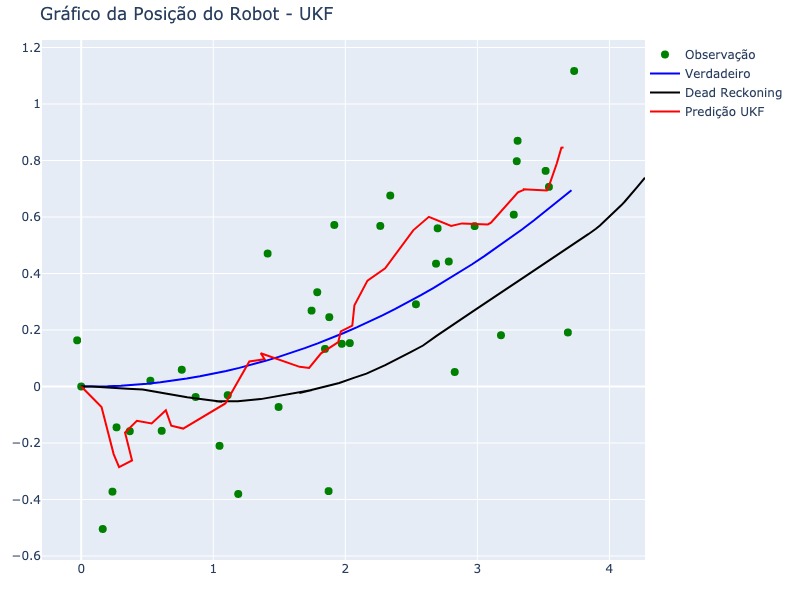 Gráfico da Posição do Robot - UKF
Observação
Verdadeiro
Dead Reckoning
Predição UKF
1.2
1
0.8
0.6
0.4
0.2
0
−0.2
−0.4
−0.6
0 1 2 3 4